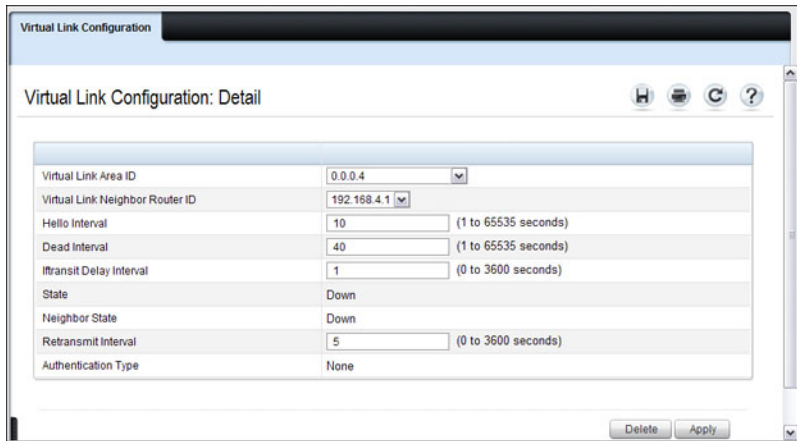 Virtual Link Configuration
Virtual Link Configuration: Detail
Virtual Link Area ID 0.0.0.4
Virtual Link Neighbor Router ID 192.168.4.1
Hello Interval 10 (1 to 65535 seconds)
Dead Interval 40 (1 to 65535 seconds)
Iftransit Delay Interval 1 (0 to 3600 seconds)
State Down
Neighbor State Down
Retransmit Interval 5 (0 to 3600 seconds)
Authentication Type None
Delete Apply